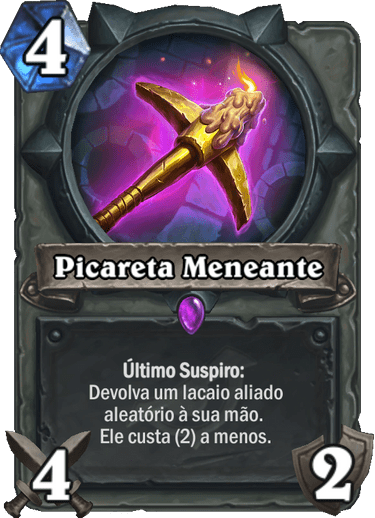 4
Picareta Meneante
Último Suspiro:
Devolva um lacaio aliado
aleatório à sua mão.
Ele custa (2) a menos.
4
2